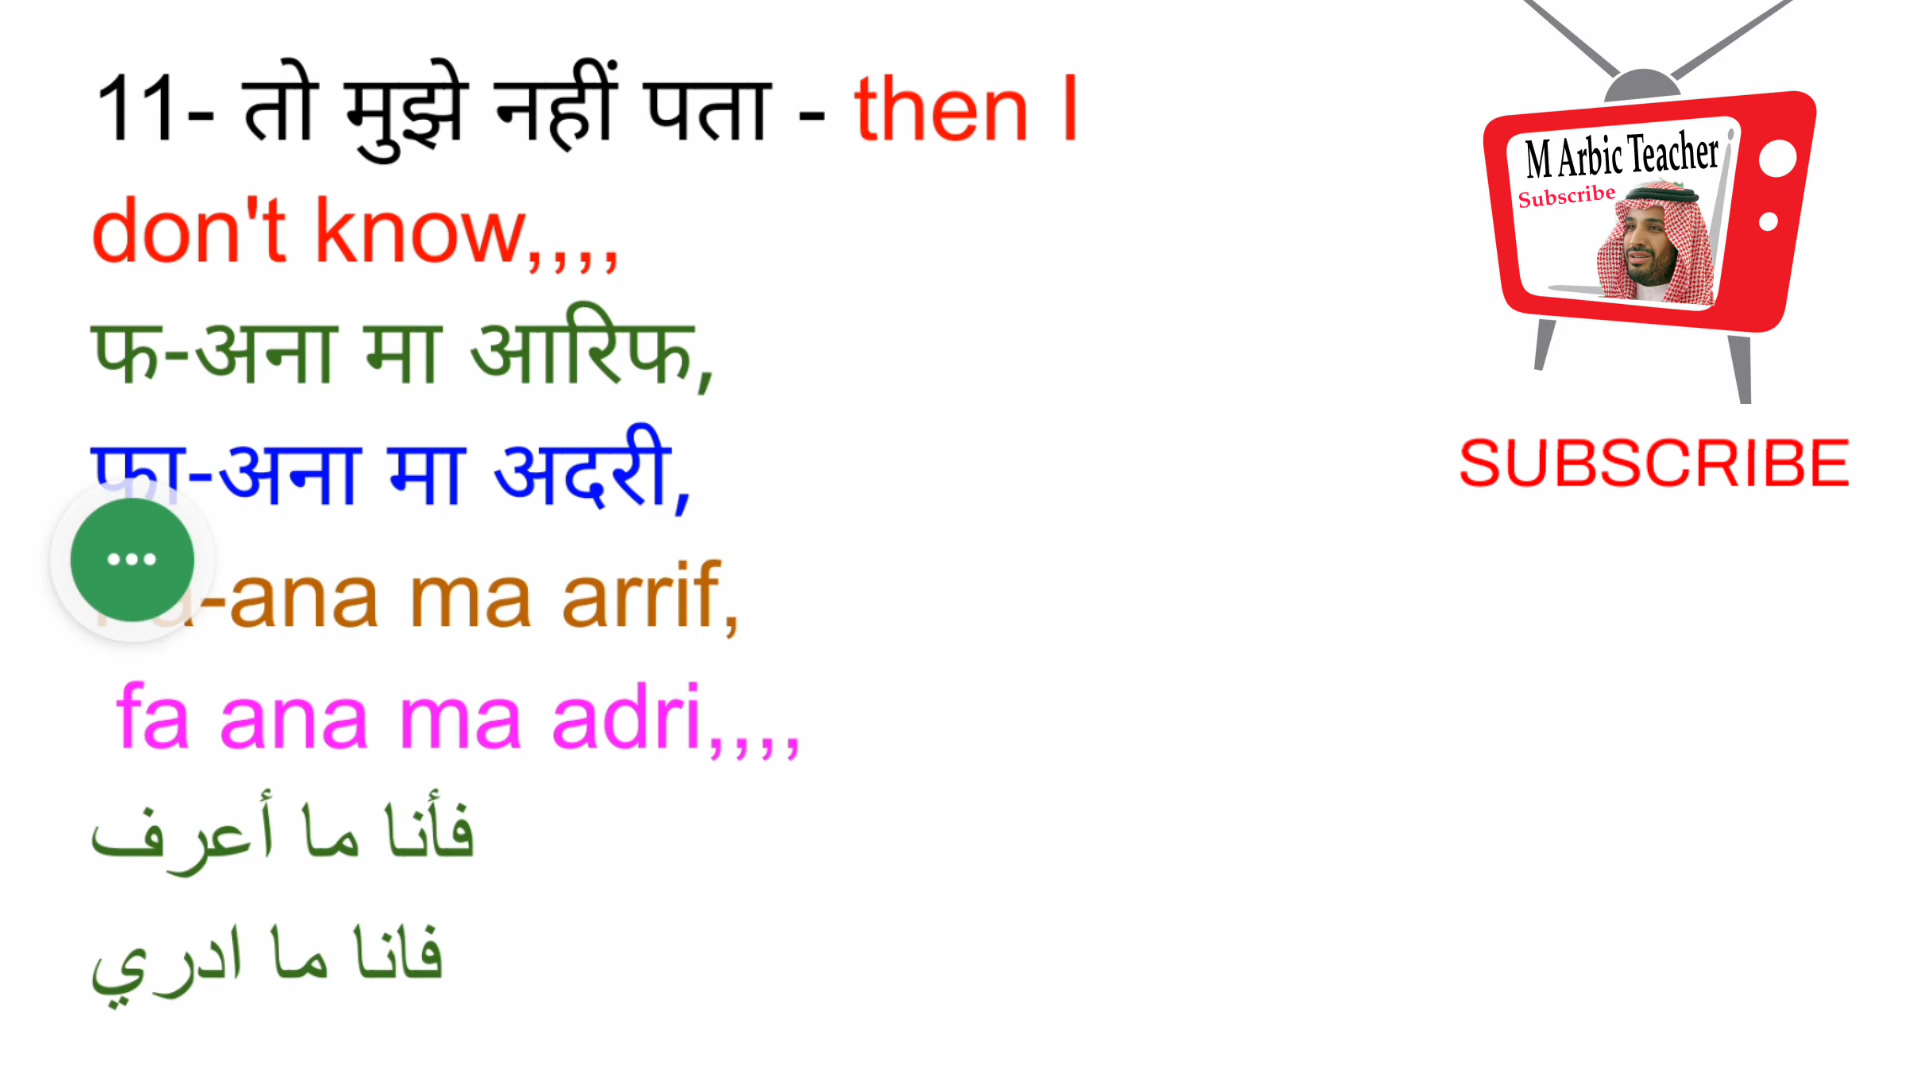 11- तो मुझे नहीं पता - then I
don't know,,,,
फ-अना मा आरिफ,
फा-अना मा अदरी,
-ana ma arrif,
fa ana ma adri,,,,
فأنا ما أعرف
فانا ما ادري
M Arbic Teacher
Subscribe
SUBSCRIBE